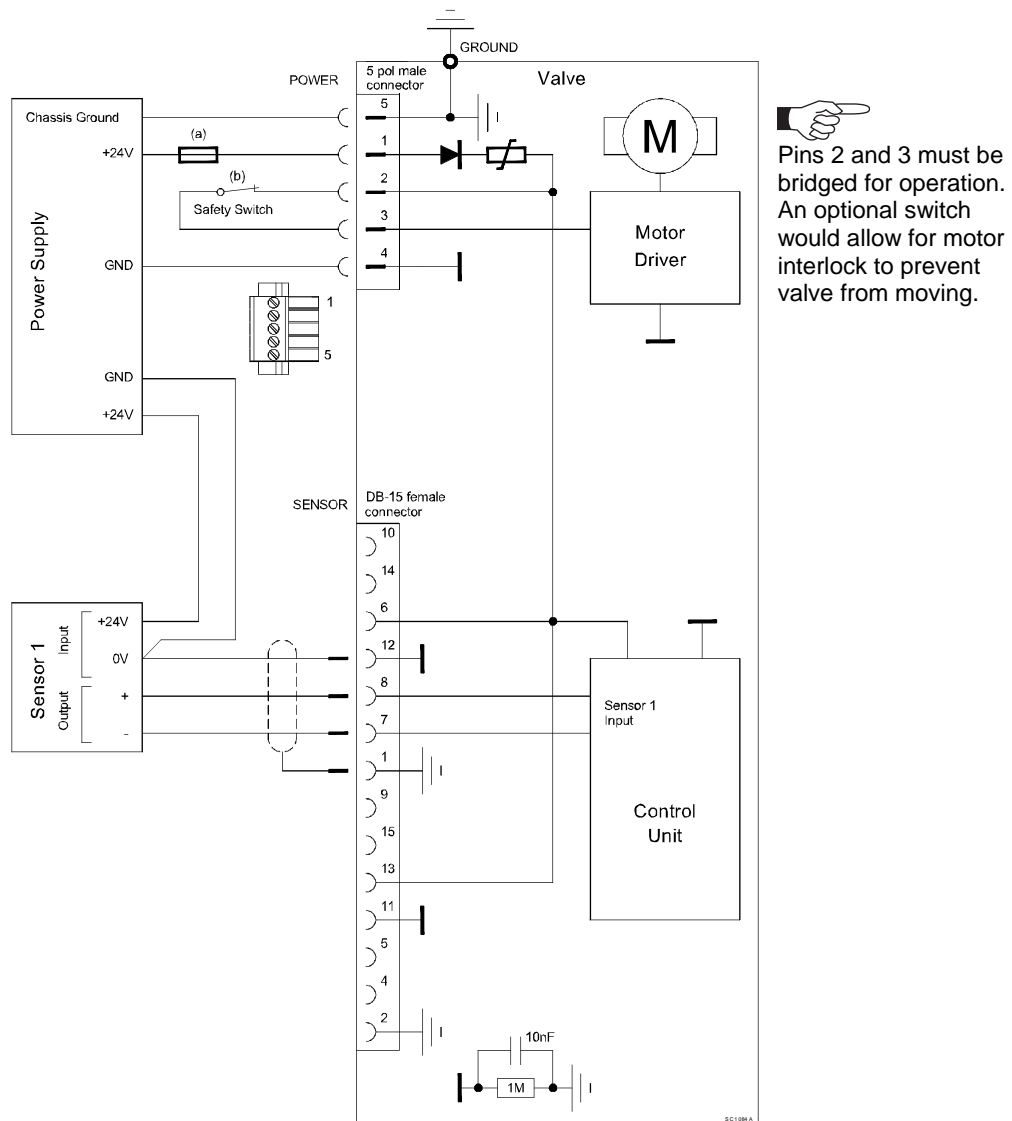 GROUND
POWER
5 pol male
connector
Valve
Chassis Ground
5
(a)
+24V
1
M
(b)
2
Safety Switch
3
Motor
Driver
GND
4
Power Supply
1
5
GND
+24V
Pins 2 and 3 must be
bridged for operation.
An optional switch
would allow for motor
interlock to prevent
valve from moving.
SENSOR
DB-15 female
connector
10
14
6
12
8
7
1
9
15
13
11
5
4
2
Sensor 1
Input
+24V
0V
Output
+
-
Sensor 1
Input
Control
Unit
10nF
1M
SC1084A